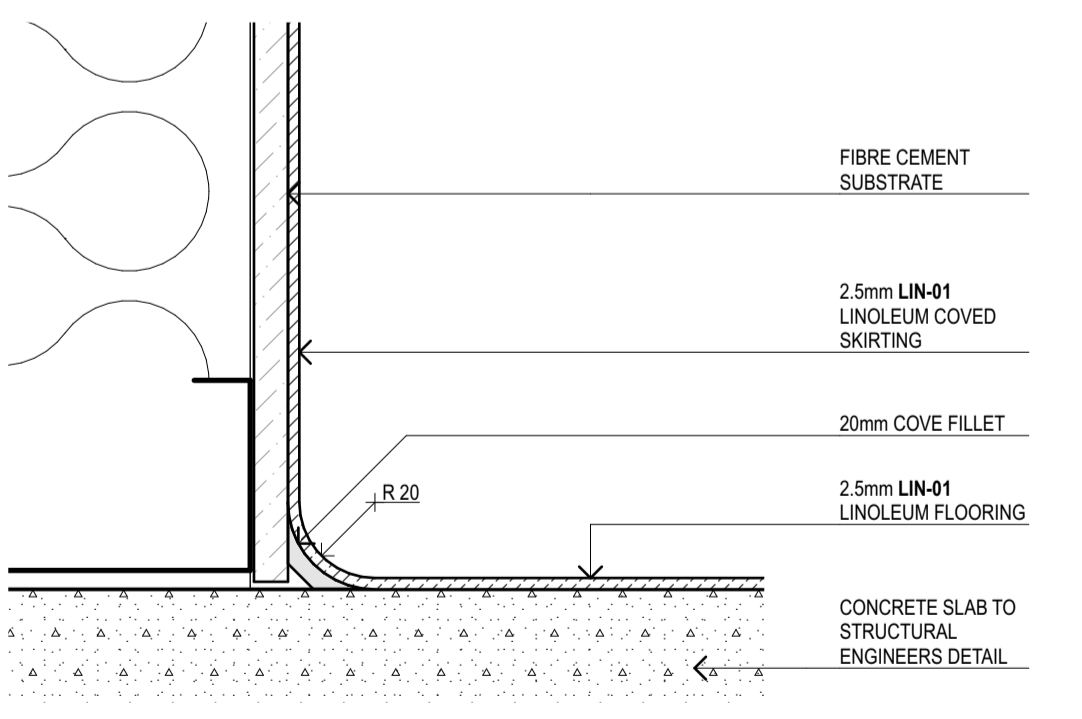 FIBRE CEMENT
SUBSTRATE
2.5mm LIN-01
LINOLEUM COVED
SKIRTING
20mm COVE FILLET
R 20
2.5mm LIN-01
LINOLEUM FLOORING
CONCRETE SLAB TO
STRUCTURAL
ENGINEERS DETAIL